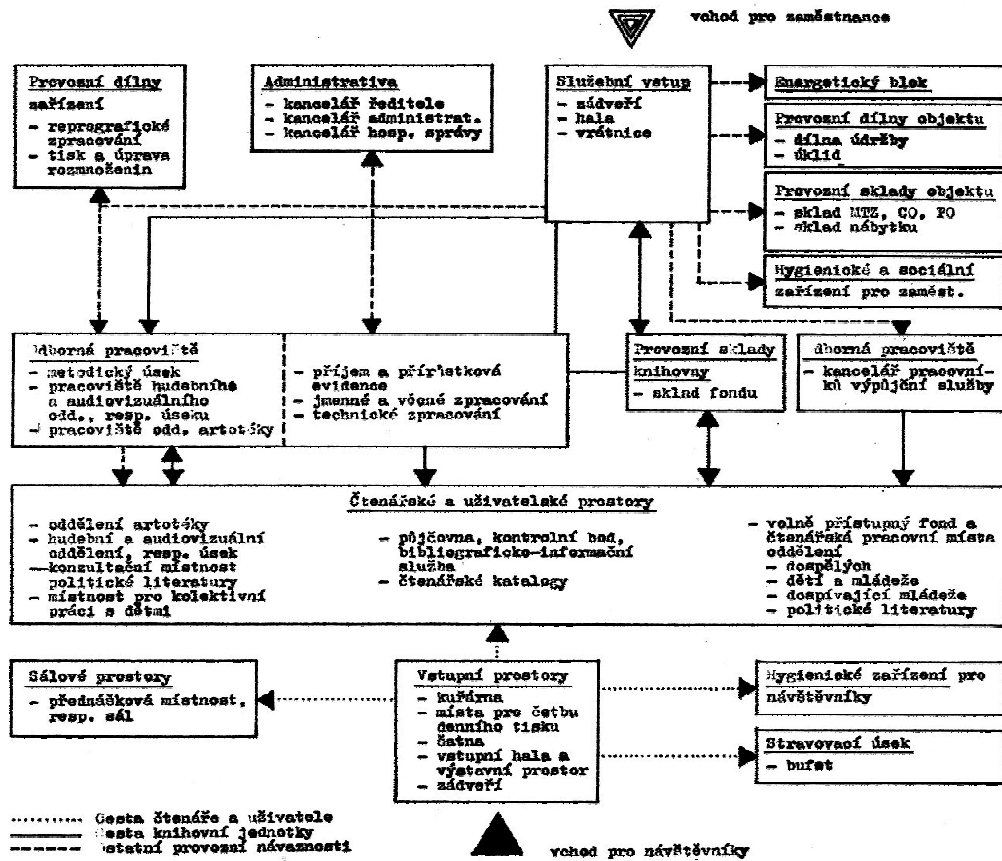 vchod pro zaměstnance
Provozní dílny
zařízení
- reprografické
zpracování
- tisk a úprava
rozmnoženin
Administrativa
- kancelář ředitele
- kancelář administrat.
- kancelář hosp. správy
Služební vstup
- zádveří
- hala
- vrátnice
Energetický blok
Provozní dílny objektu
- dílna údržby
- úklid
Provozní sklady objektu
- sklad MTZ, CO, PO
- sklad nábytku
Hygienické a sociální
zařízení pro zaměst.
Odborná pracoviště
- metodický úsek
- pracoviště hudebního
a audiovizuálního
odd., resp. úseku
- pracoviště odd. artotéky
- příjem a přírůstková
evidence
- jmenné a věcné zpracování
- technické zpracování
Provozní sklady
knihovny
- sklad fondu
dborná pracoviště
- kancelář pracovní-
ků výpůjční služby
Čtenářské a uživatelské prostory
- oddělení artotéky
- hudební a audiovizuální
oddělení, resp. úsek
- konzultační místnost
politické literatury
- místnost pro kolektivní
práci s dětmi
- půjčovna, kontrolní bod,
bibliograficko-informační
služba
- čtenářské katalogy
- volně přístupný fond a
čtenářská pracovní místa
oddělení
- dospělých
- dětí a mládeže
- dospívající mládeže
- politické literatury
Sálové prostory
- přednášková místnost,
resp. sál
Vstupní prostory
- kuřárna
- místa pro četbu
denního tisku
- šatna
- vstupní hala a
výstavní prostor
- zádveří
Hygienické zařízení pro
návštěvníky
Stravovací úsek
- bufet
Cesta čtenáře a uživatele
Cesta knihovní jednotky
Ostatní provozní návaznosti
vchod pro návštěvníky